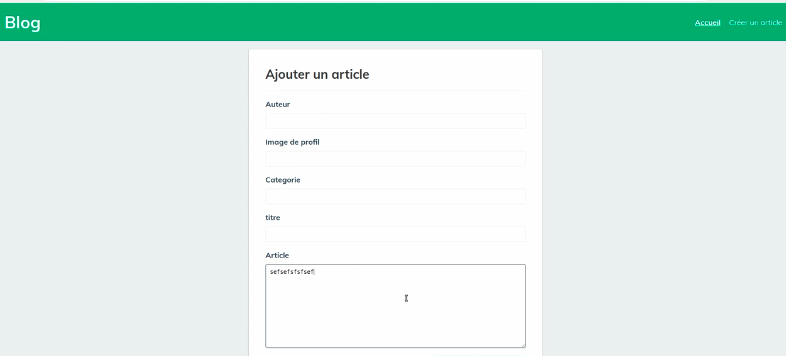 Blog
Accueil Créer un article
Ajouter un article
Auteur
Image de profil
Categorie
titre
Article
sefsefsfsfsef